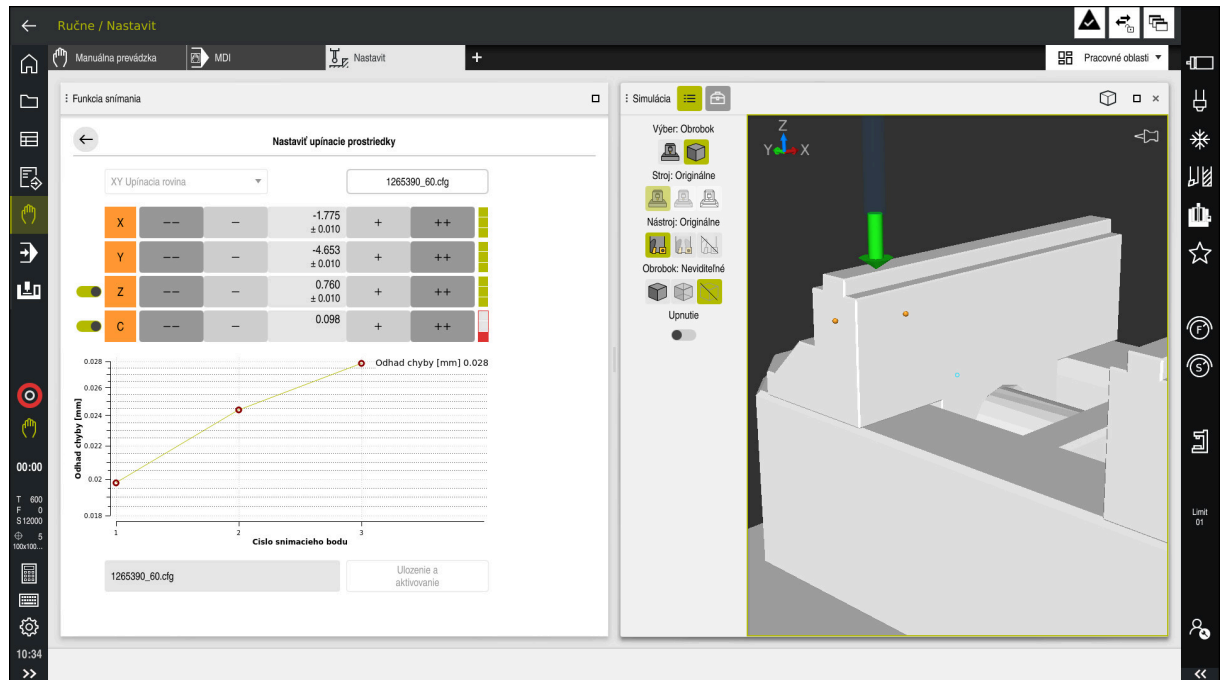 Ručne / Nastavit
Manuálna prevádzka
MDI
Nastavit
+
Pracovné oblasti
Funkcia snímania
Nastaviť upínacie prostriedky
XY Upínacia rovina
1265390_60.cfg
X -- - -1.775 + ++
± 0.010
Y -- - -4.653 + ++
± 0.010
Z -- - 0.760 + ++
± 0.010
C -- - 0.098 + ++
Odhad chyby [mm] 0.028
Odhad chyby [mm]
0.028
0.026
0.024
0.022
0.02
0.018
1 2 3
Cislo snimacieho bodu
1265390_60.cfg
Ulozenie a
aktivovanie
Simulácia
Výber: Obrobok
Stroj: Originálne
Nástroj: Originálne
Obrobok: Neviditeľné
Upnutie
Z
Y X
00:00
T 600
F 0
S 12000
5
100x100...
10:34
F
S
Limit
01